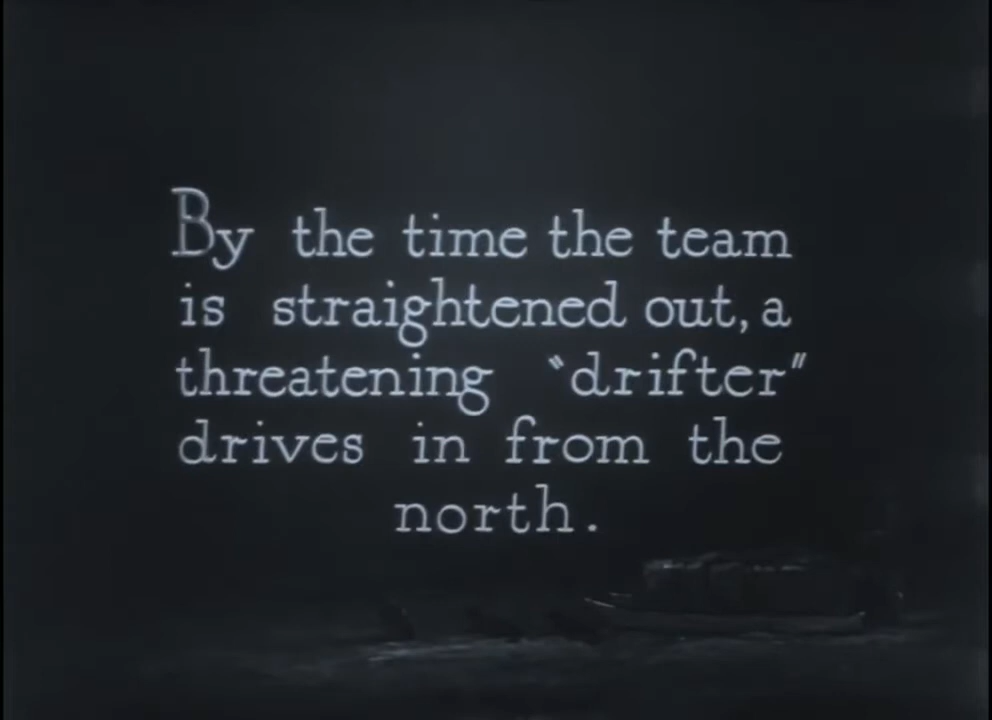 By the time the team
is straightened out, a
threatening "drifter"
drives in from the
north.